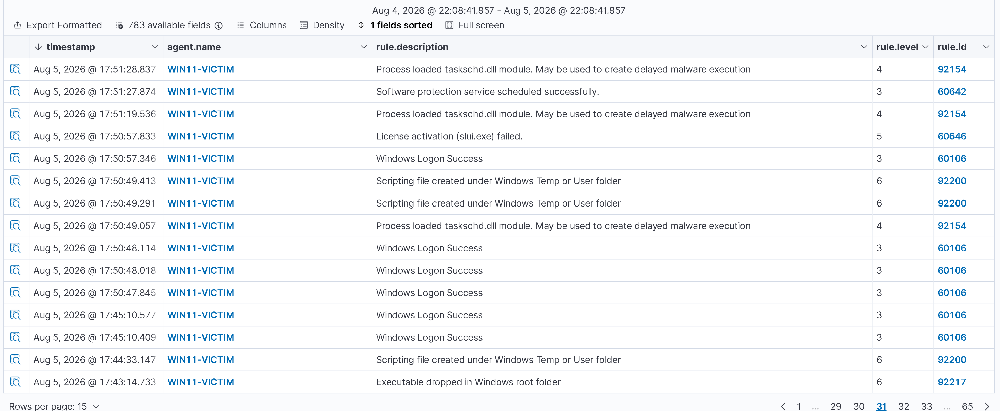 Aug 4, 2026 @ 22:08:41.857 - Aug 5, 2026 @ 22:08:41.857
Export Formatted 783 available fields Columns Density 1 fields sorted Full screen
timestamp agent.name rule.description rule.level rule.id
Aug 5, 2026 @ 17:51:28.837 WIN11-VICTIM Process loaded taskschd.dll module. May be used to create delayed malware execution 4 92154
Aug 5, 2026 @ 17:51:27.874 WIN11-VICTIM Software protection service scheduled successfully. 3 60642
Aug 5, 2026 @ 17:51:19.536 WIN11-VICTIM Process loaded taskschd.dll module. May be used to create delayed malware execution 4 92154
Aug 5, 2026 @ 17:50:57.833 WIN11-VICTIM License activation (slui.exe) failed. 5 60646
Aug 5, 2026 @ 17:50:57.346 WIN11-VICTIM Windows Logon Success 3 60106
Aug 5, 2026 @ 17:50:49.413 WIN11-VICTIM Scripting file created under Windows Temp or User folder 6 92200
Aug 5, 2026 @ 17:50:49.291 WIN11-VICTIM Scripting file created under Windows Temp or User folder 6 92200
Aug 5, 2026 @ 17:50:49.057 WIN11-VICTIM Process loaded taskschd.dll module. May be used to create delayed malware execution 4 92154
Aug 5, 2026 @ 17:50:48.114 WIN11-VICTIM Windows Logon Success 3 60106
Aug 5, 2026 @ 17:50:48.018 WIN11-VICTIM Windows Logon Success 3 60106
Aug 5, 2026 @ 17:50:47.845 WIN11-VICTIM Windows Logon Success 3 60106
Aug 5, 2026 @ 17:45:10.577 WIN11-VICTIM Windows Logon Success 3 60106
Aug 5, 2026 @ 17:45:10.409 WIN11-VICTIM Windows Logon Success 3 60106
Aug 5, 2026 @ 17:44:33.147 WIN11-VICTIM Scripting file created under Windows Temp or User folder 6 92200
Aug 5, 2026 @ 17:43:14.733 WIN11-VICTIM Executable dropped in Windows root folder 6 92217
Rows per page: 15 1 ... 29 30 31 32 33 ... 65